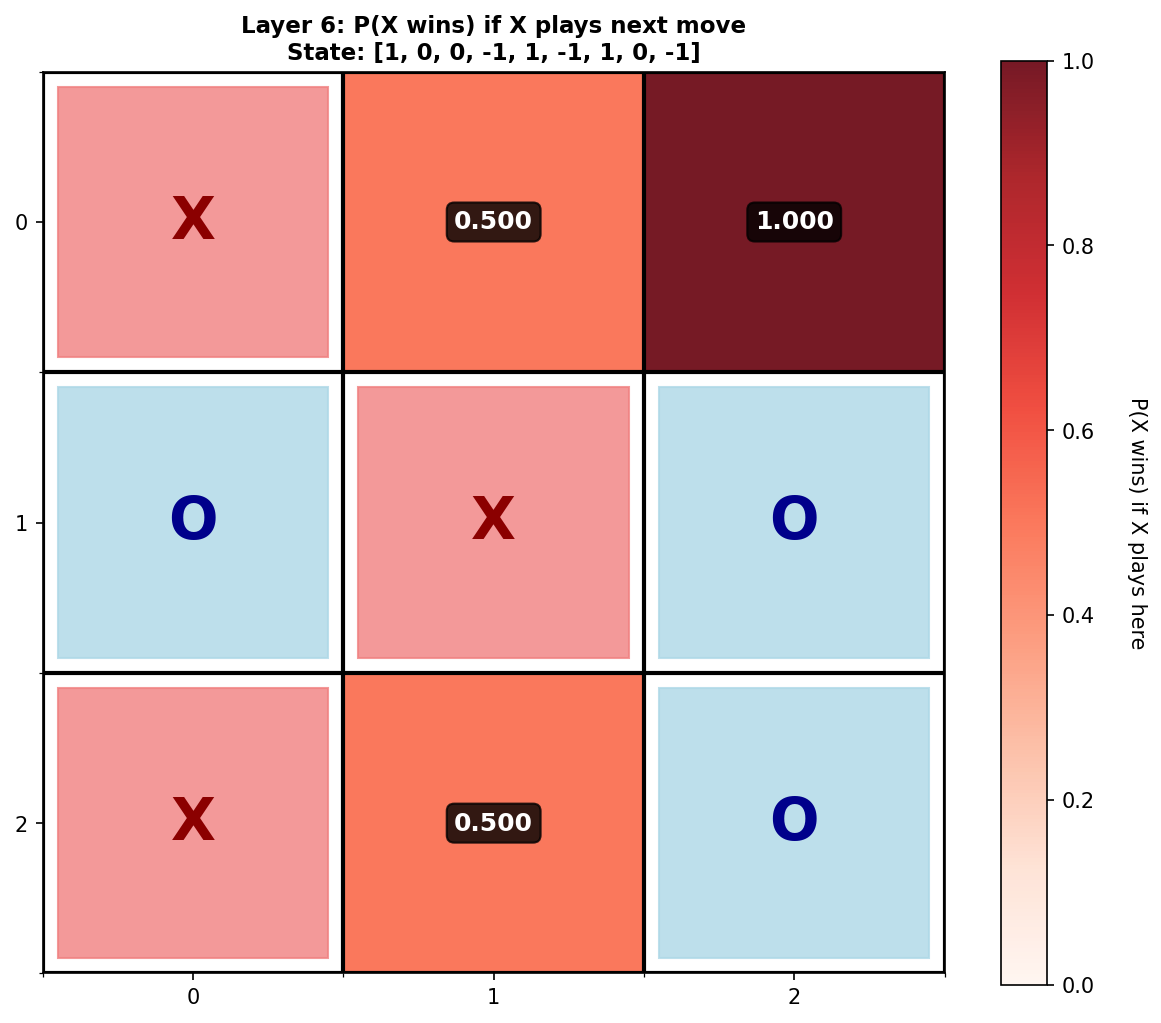 Layer 6: P(X wins) if X plays next move
State: [1, 0, 0, -1, 1, -1, 1, 0, -1]
0
X
0.500
1.000
1
O
X
O
2
X
0.500
O
0
1
2
1.0
0.8
0.6
0.4
0.2
0.0
P(X wins) if X plays here